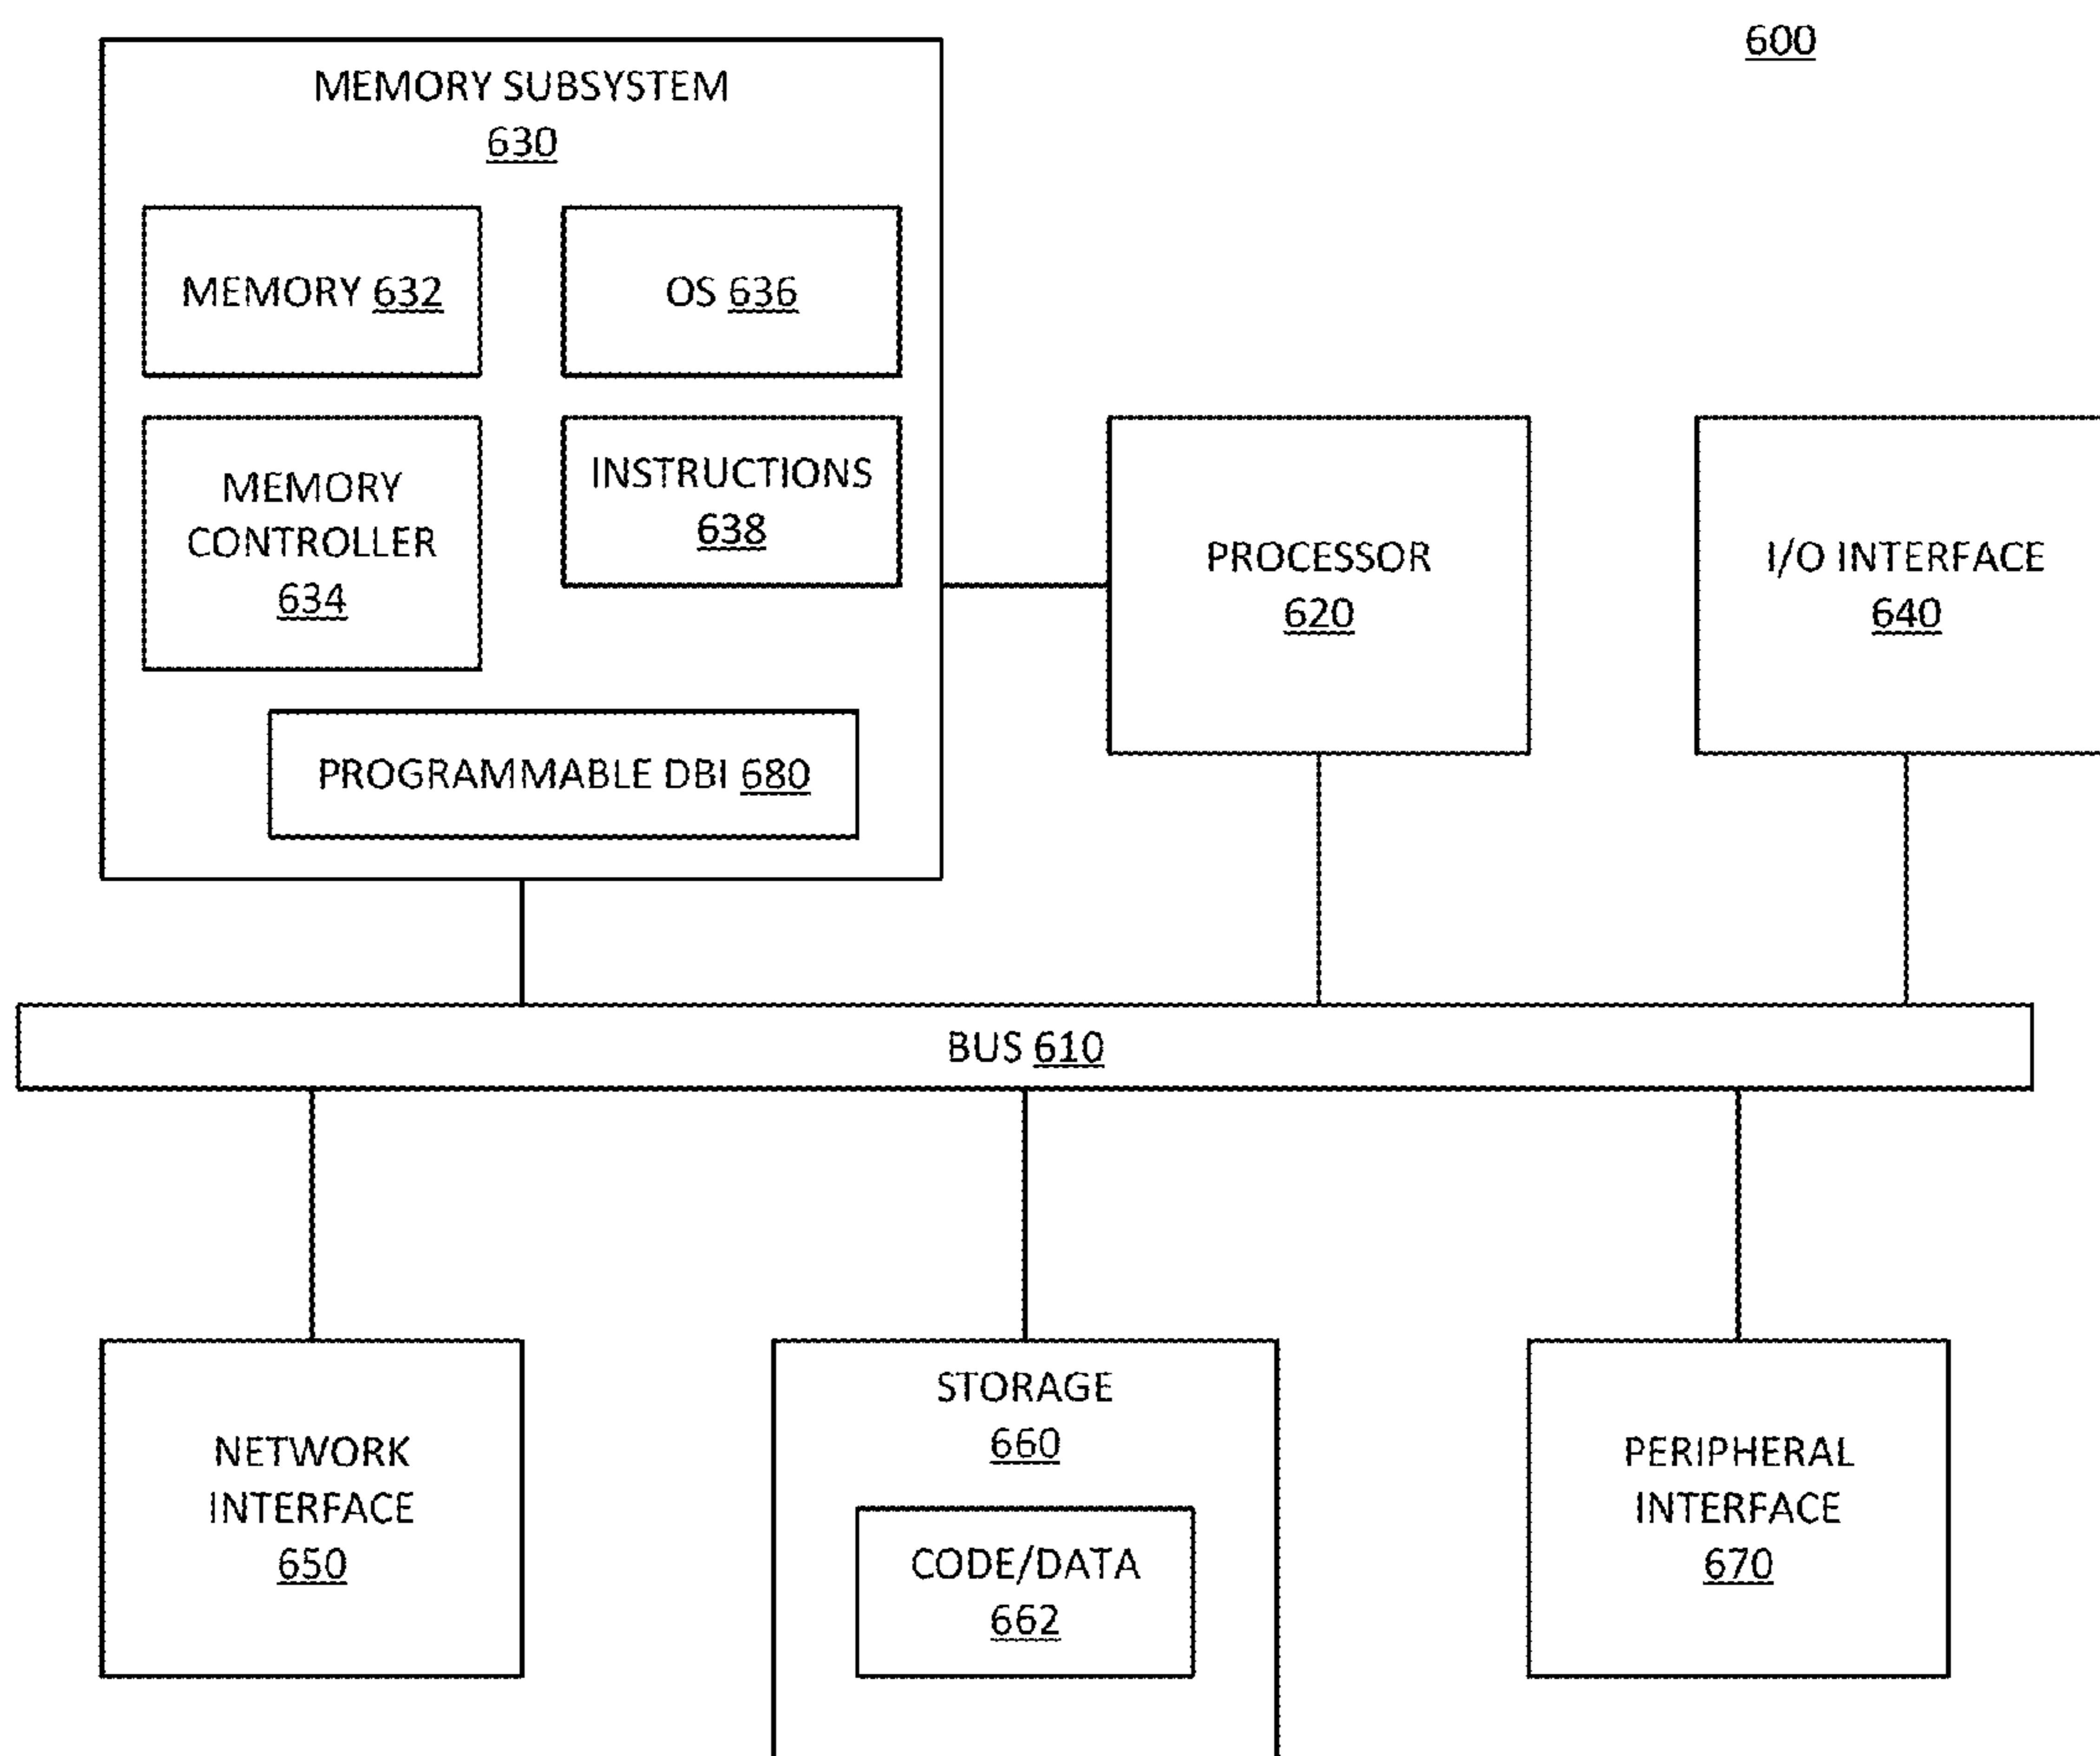 600
MEMORY SUBSYSTEM
630
MEMORY 632
OS 636
MEMORY
CONTROLLER
634
INSTRUCTIONS
638
PROGRAMMABLE DBI 680
PROCESSOR
620
I/O INTERFACE
640
BUS 610
NETWORK
INTERFACE
650
STORAGE
660
CODE/DATA
662
PERIPHERAL
INTERFACE
670